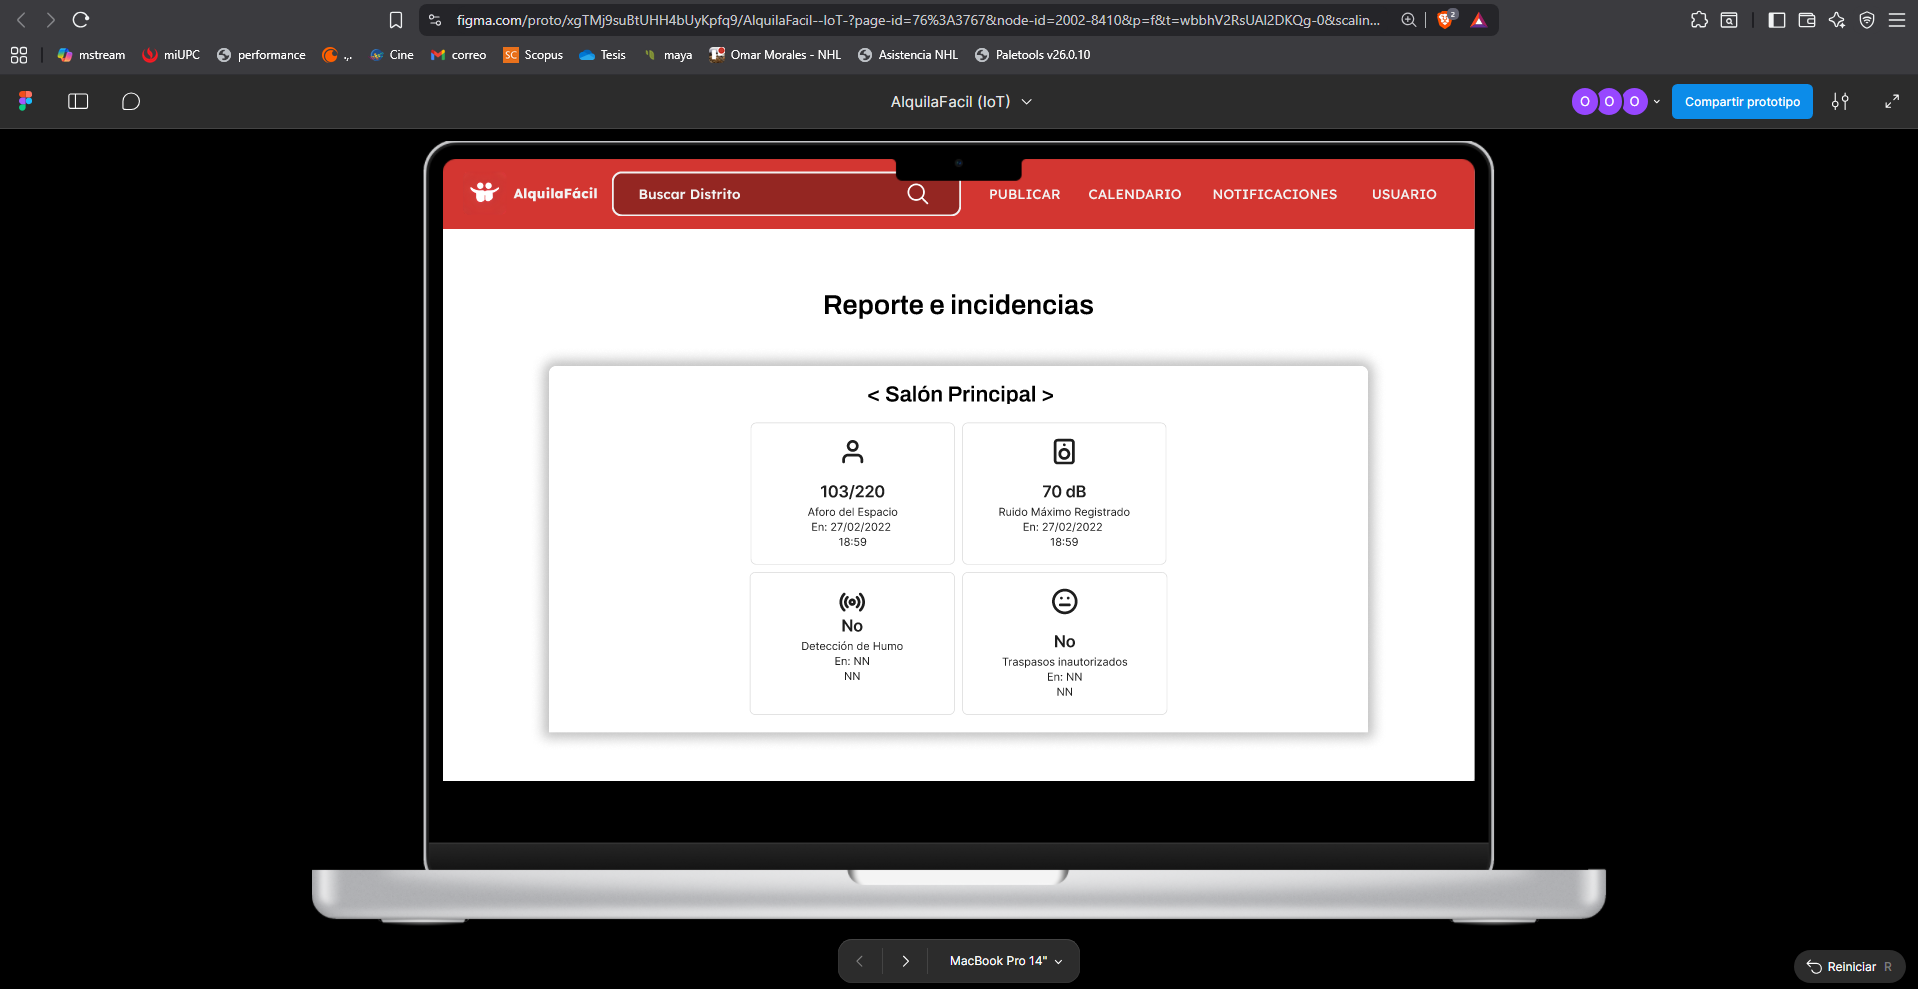 figma.com/proto/xgTMj9suBtUHH4bUyKpfq9/AlquilaFacil--IoT-?page-id=76%3A3767&node-id=2002-8410&p=f&t=wbbhV2RsUAl2DKQg-0&scalin...
2
mstream
miUPC
performance
.,.
Cine
correo
SC Scopus
Tesis
maya
Omar Morales - NHL
Asistencia NHL
Paletools v26.0.10
AlquilaFacil (IoT)
O O O
Compartir prototipo
AlquilaFácil
Buscar Distrito
PUBLICAR
CALENDARIO
NOTIFICACIONES
USUARIO
Reporte e incidencias
< Salón Principal >
103/220
Aforo del Espacio
En: 27/02/2022
18:59
70 dB
Ruido Máximo Registrado
En: 27/02/2022
18:59
No
Detección de Humo
En: NN
NN
No
Traspasos inautorizados
En: NN
NN
MacBook Pro 14"
Reiniciar R